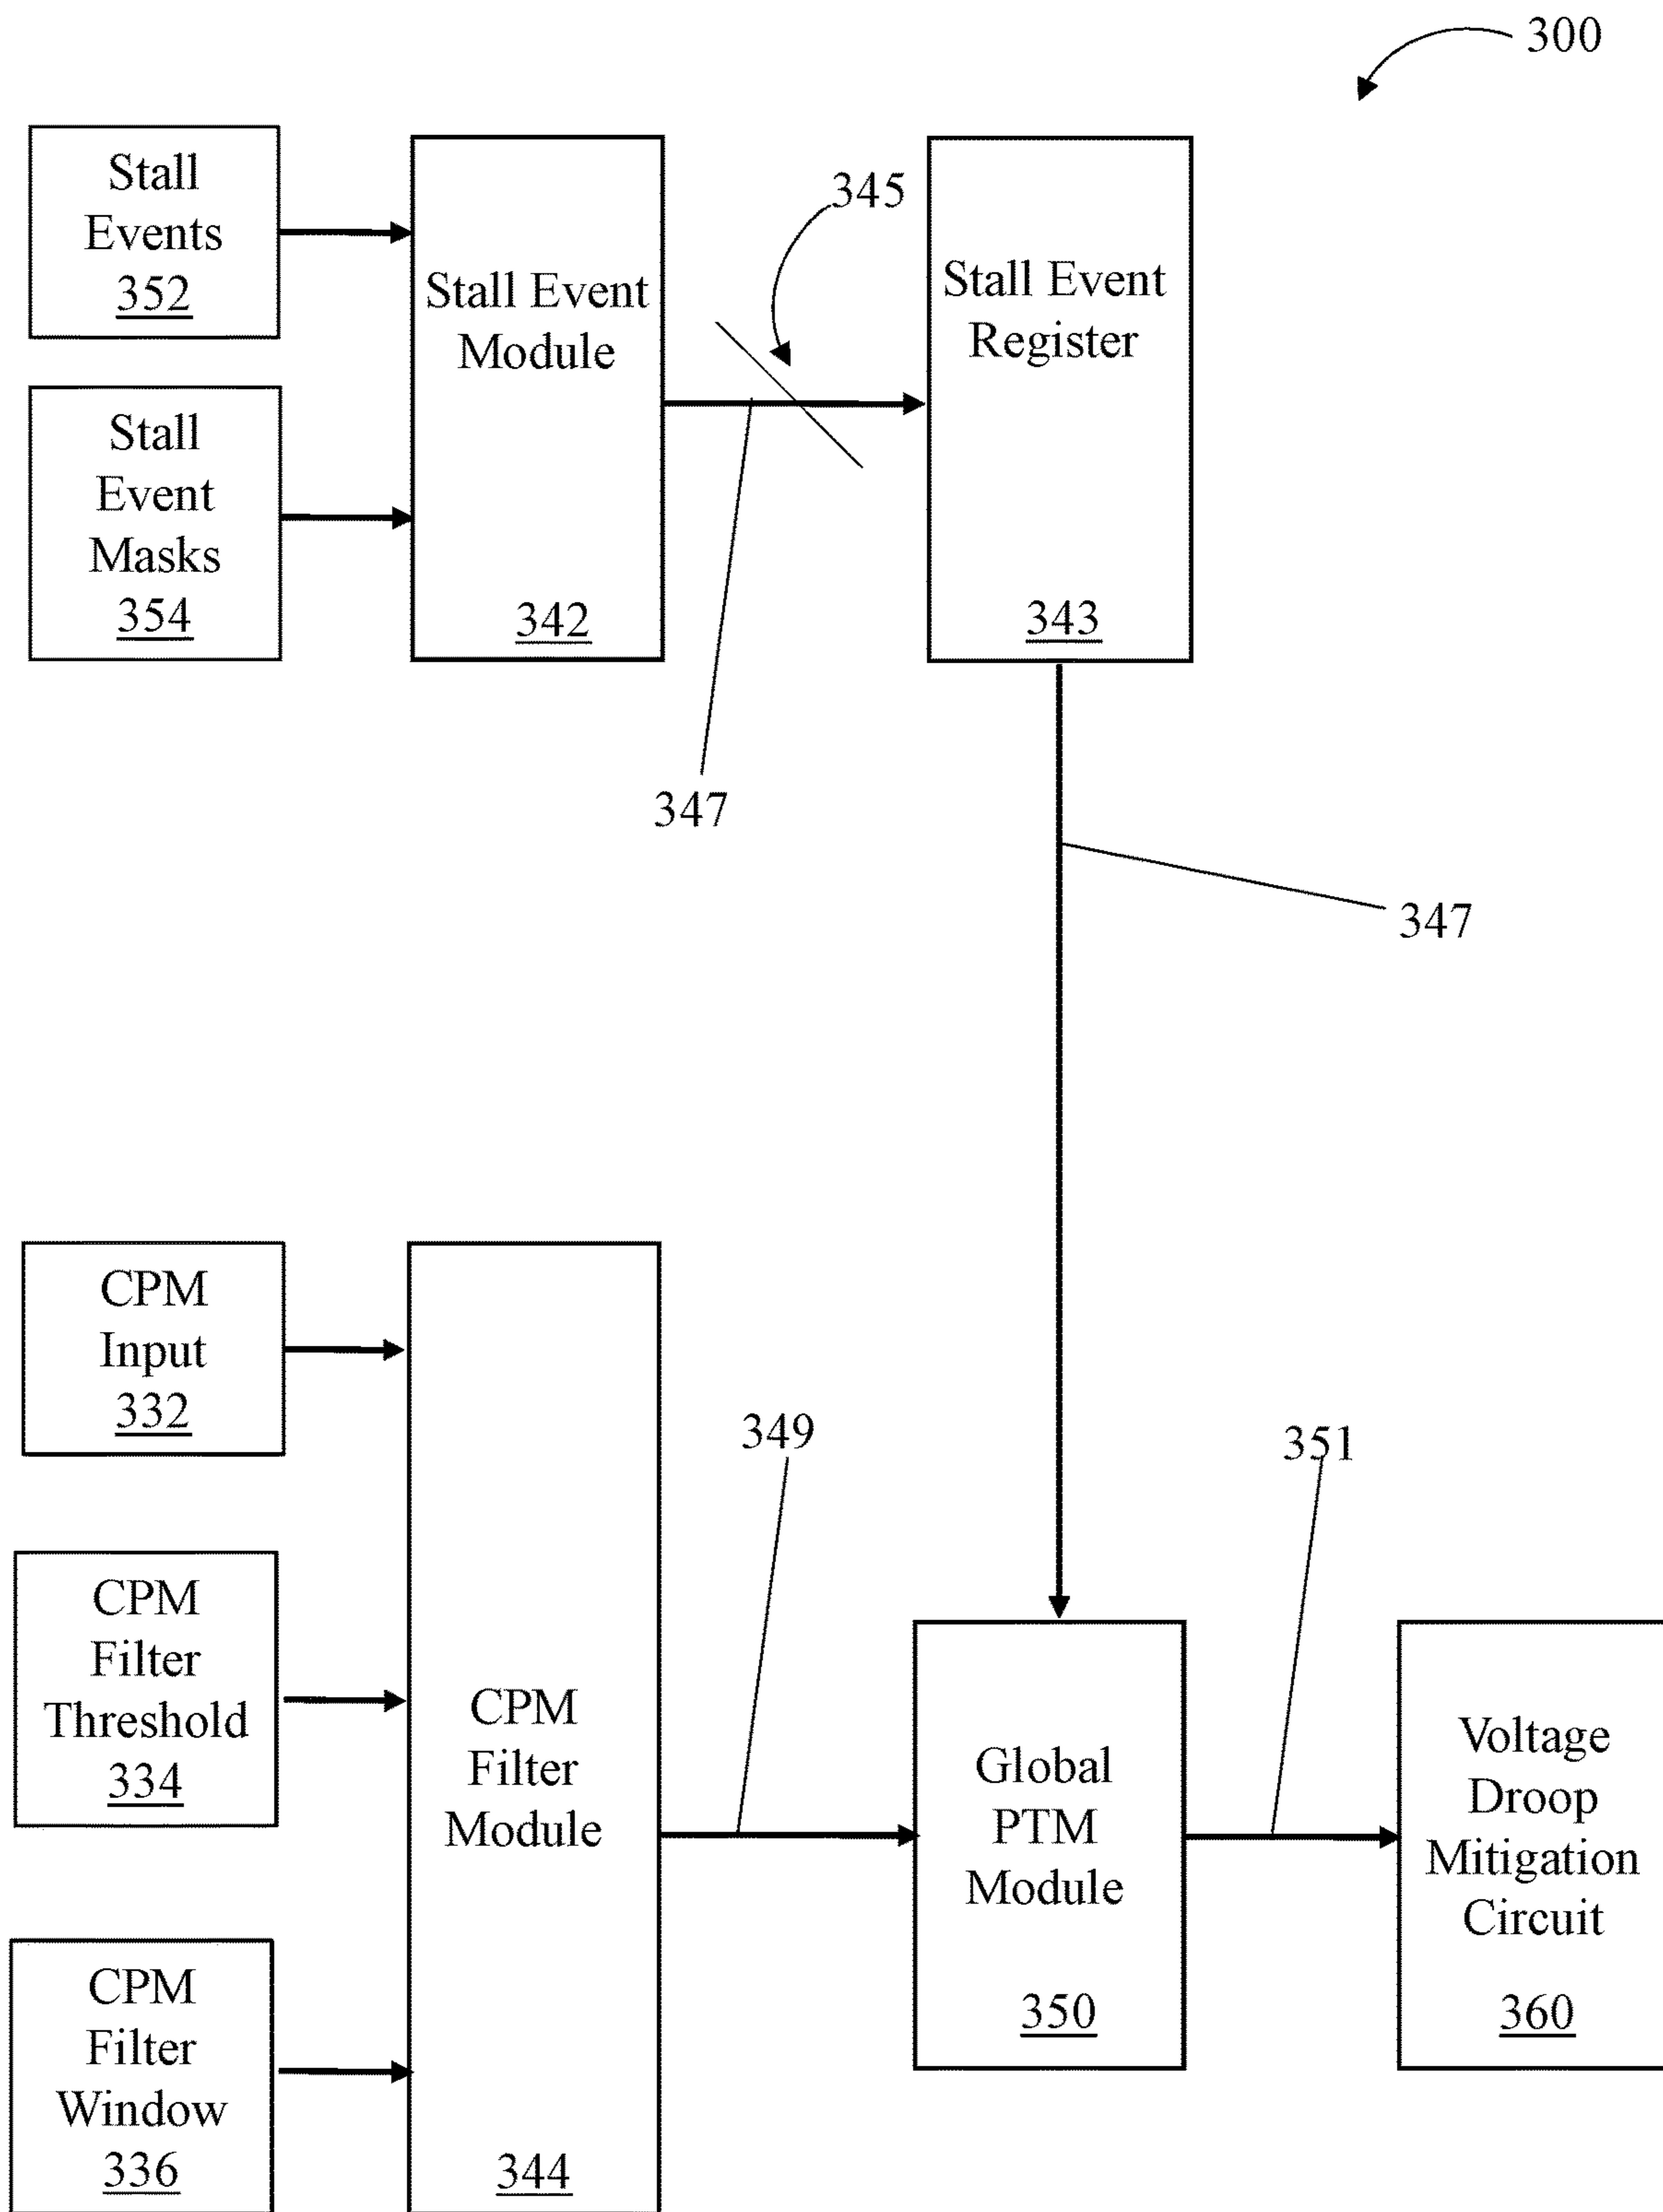 300
Stall
Events
352
Stall
Event
Masks
354
Stall Event
Module
342
345
347
Stall Event
Register
343
347
CPM
Input
332
CPM
Filter
Threshold
334
CPM
Filter
Window
336
CPM
Filter
Module
344
349
Global
PTM
Module
350
351
Voltage
Droop
Mitigation
Circuit
360